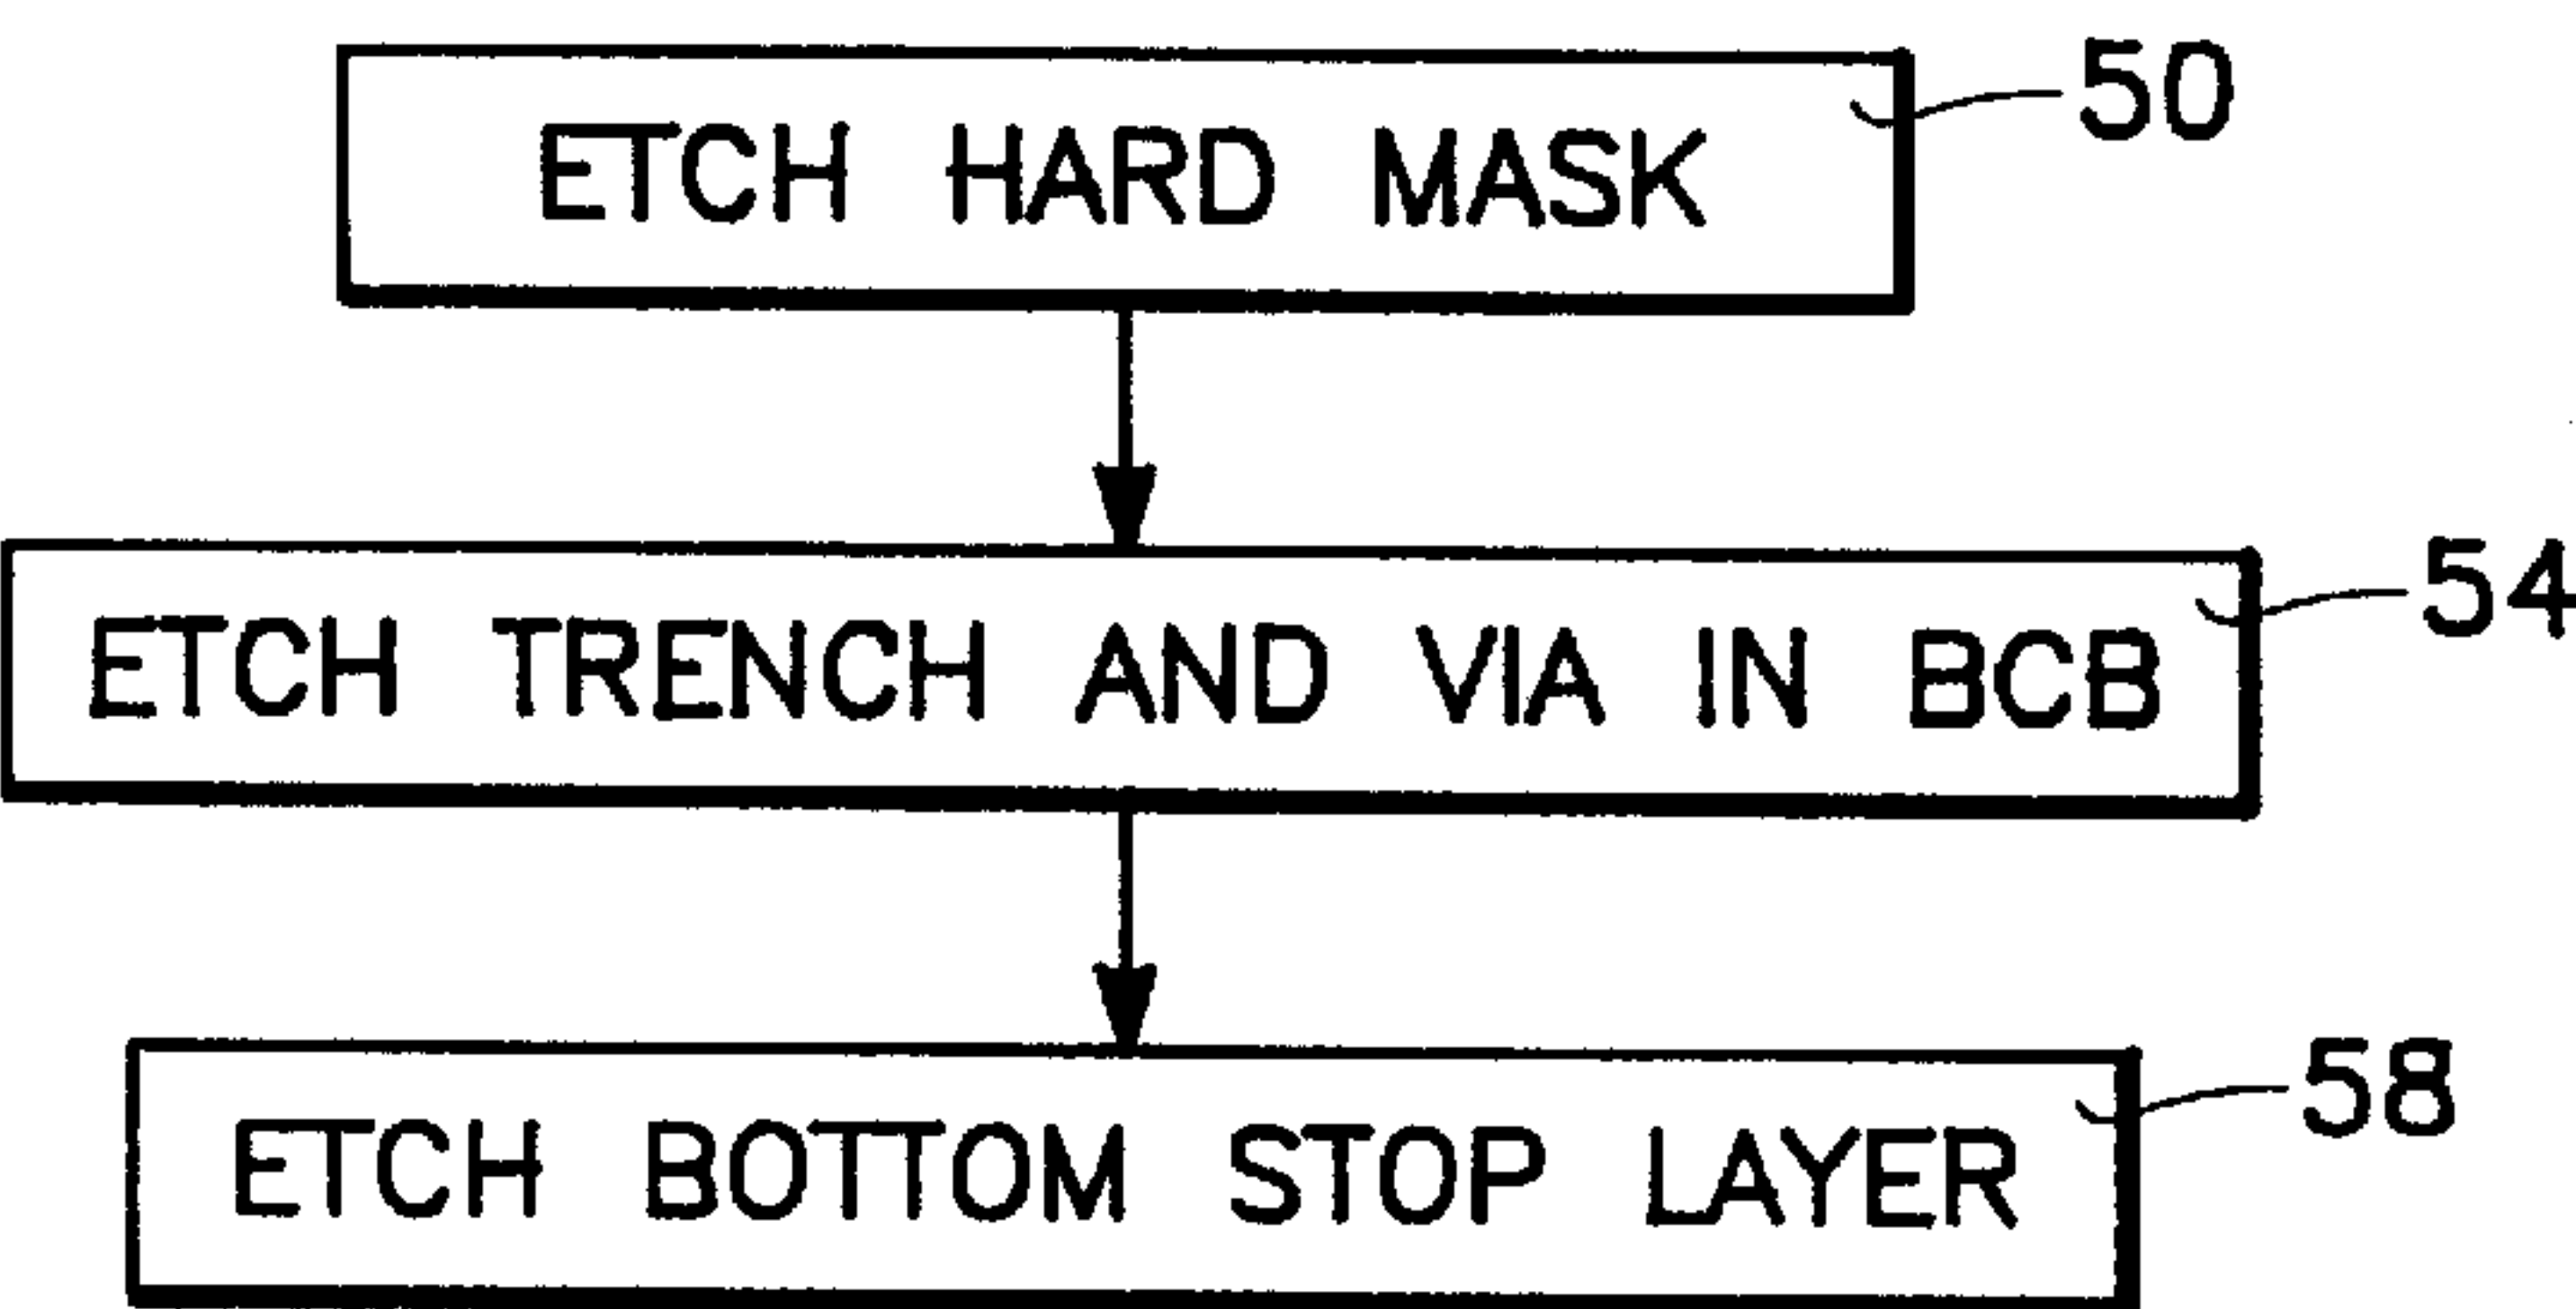 ETCH HARD MASK
50
ETCH TRENCH AND VIA IN BCB
54
ETCH BOTTOM STOP LAYER
58